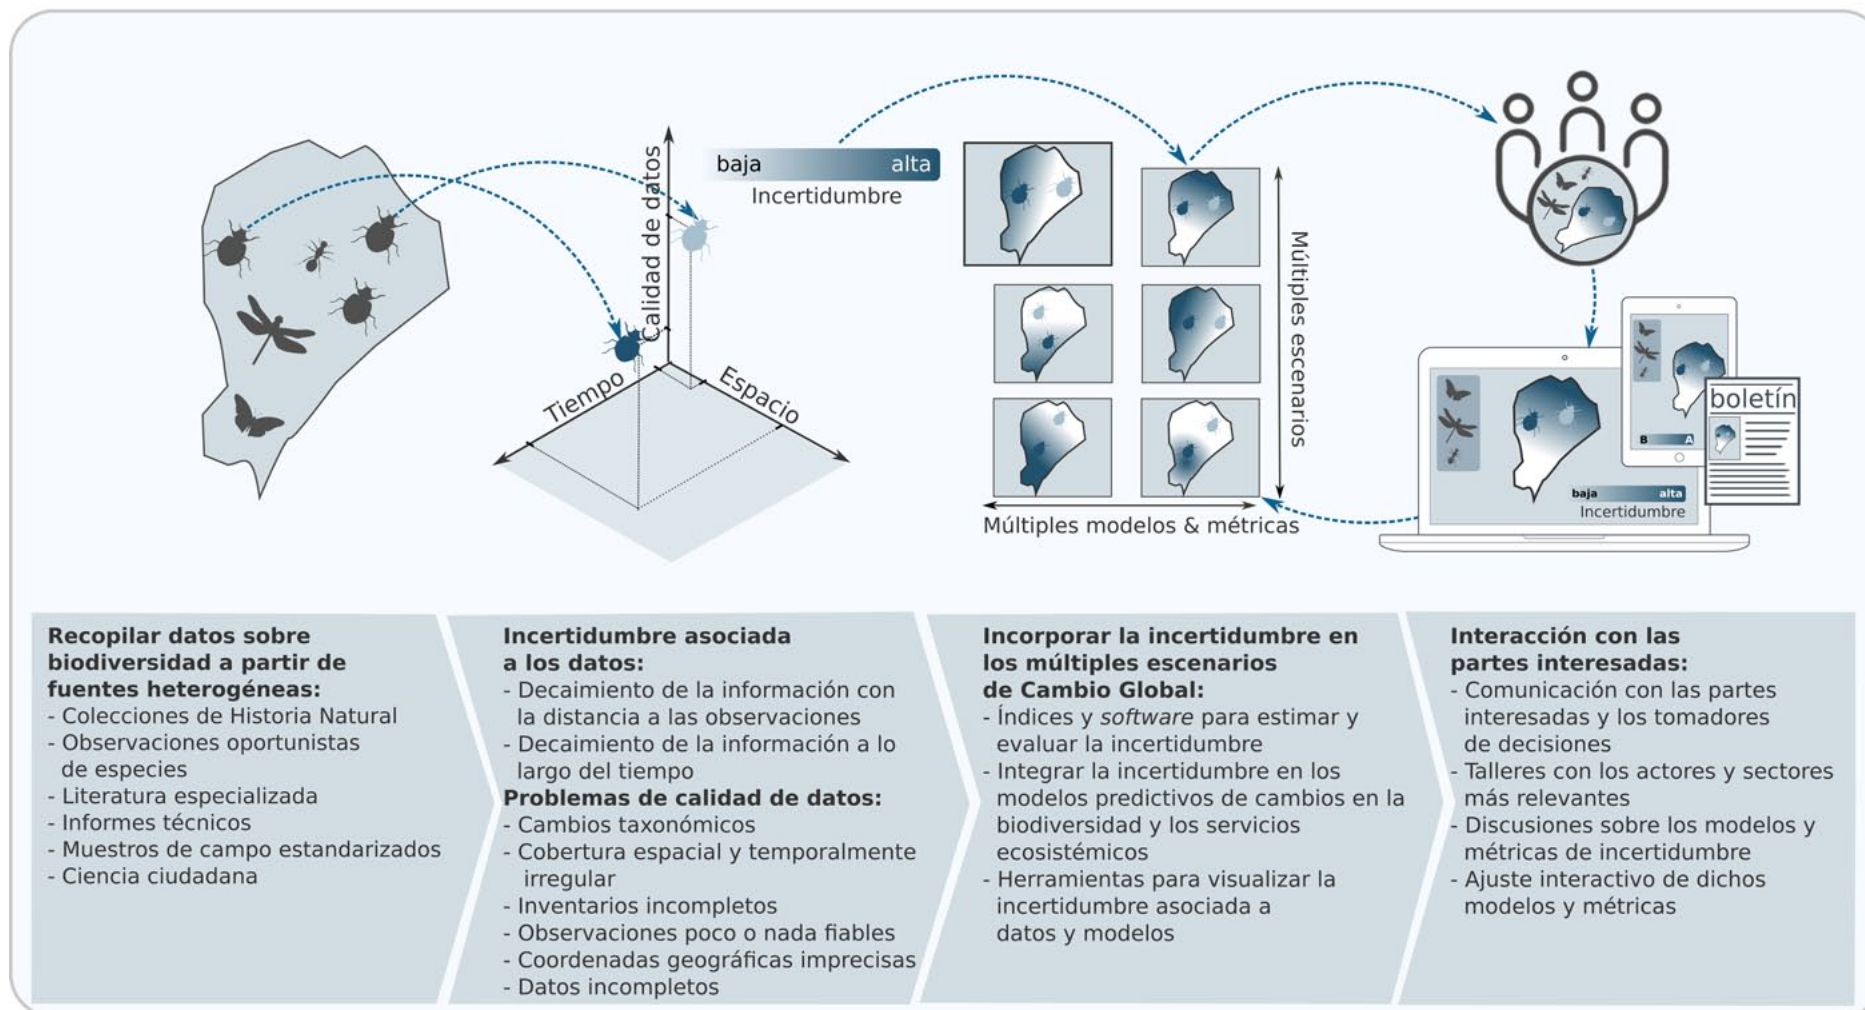 Calidad de datos
Tiempo
Espacio
baja alta
Incertidumbre
Múltiples escenarios
Múltiples modelos & métricas
boletín
B A
baja alta
Incertidumbre
Recopilar datos sobre
biodiversidad a partir de
fuentes heterogéneas:
- Colecciones de Historia Natural
- Observaciones oportunistas
de especies
- Literatura especializada
- Informes técnicos
- Muestros de campo estandarizados
- Ciencia ciudadana
Incertidumbre asociada
a los datos:
- Decaimiento de la información con
la distancia a las observaciones
- Decaimiento de la información a lo
largo del tiempo
Problemas de calidad de datos:
- Cambios taxonómicos
- Cobertura espacial y temporalmente
irregular
- Inventarios incompletos
- Observaciones poco o nada fiables
- Coordenadas geográficas imprecisas
- Datos incompletos
Incorporar la incertidumbre en
los múltiples escenarios
de Cambio Global:
- Índices y software para estimar y
evaluar la incertidumbre
- Integrar la incertidumbre en los
modelos predictivos de cambios en la
biodiversidad y los servicios
ecosistémicos
- Herramientas para visualizar la
incertidumbre asociada a
datos y modelos
Interacción con las
partes interesadas:
- Comunicación con las partes
interesadas y los tomadores
de decisiones
- Talleres con los actores y sectores
más relevantes
- Discusiones sobre los modelos y
métricas de incertidumbre
- Ajuste interactivo de dichos
modelos y métricas